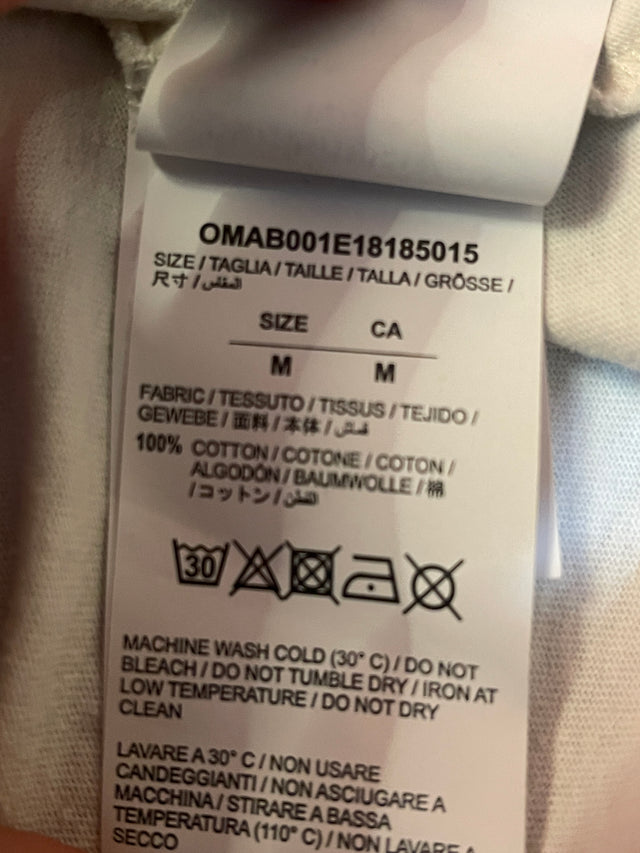 OMAB001E18185015
SIZE / TAGLIA / TAILLE / TALLA / GRÖSSE /
尺寸 / المقاس
SIZE CA
M M
FABRIC / TESSUTO / TISSUS / TEJIDO /
GEWEBE / 面料 / 本体 / قماش
100% COTTON / COTONE / COTON /
ALGODÓN / BAUMWOLLE / 棉
/ コットン / القطن
30
MACHINE WASH COLD (30° C) / DO NOT
BLEACH / DO NOT TUMBLE DRY / IRON AT
LOW TEMPERATURE / DO NOT DRY
CLEAN
LAVARE A 30° C / NON USARE
CANDEGGIANTI / NON ASCIUGARE A
MACCHINA / STIRARE A BASSA
TEMPERATURA (110° C) / NON LAVARE A
SECCO